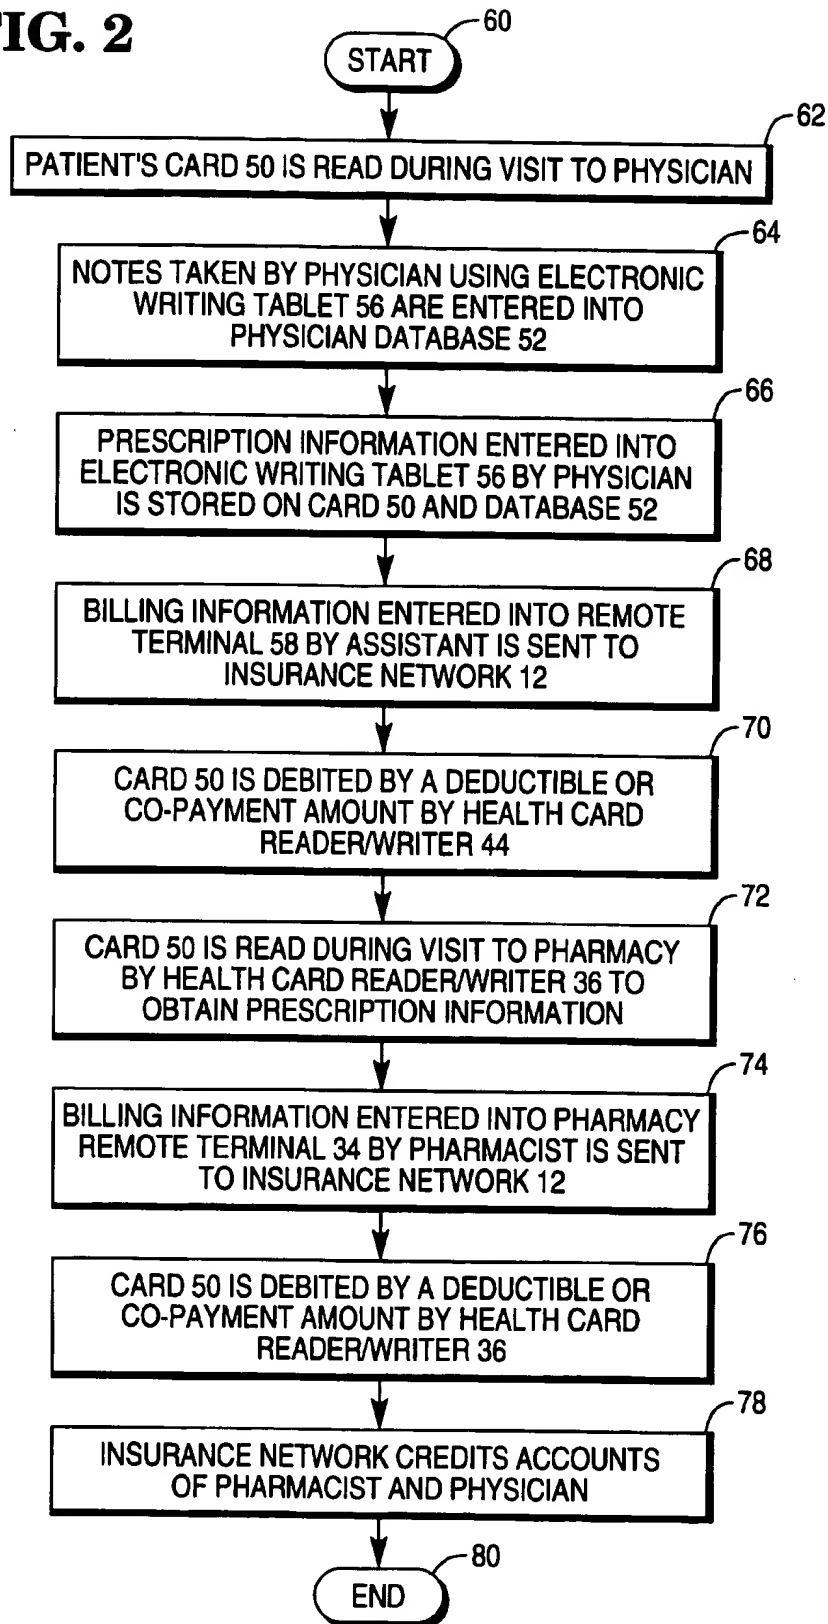 FIG. 2
60
START
62
PATIENT'S CARD 50 IS READ DURING VISIT TO PHYSICIAN
64
NOTES TAKEN BY PHYSICIAN USING ELECTRONIC
WRITING TABLET 56 ARE ENTERED INTO
PHYSICIAN DATABASE 52
66
PRESCRIPTION INFORMATION ENTERED INTO
ELECTRONIC WRITING TABLET 56 BY PHYSICIAN
IS STORED ON CARD 50 AND DATABASE 52
68
BILLING INFORMATION ENTERED INTO REMOTE
TERMINAL 58 BY ASSISTANT IS SENT TO
INSURANCE NETWORK 12
70
CARD 50 IS DEBITED BY A DEDUCTIBLE OR
CO-PAYMENT AMOUNT BY HEALTH CARD
READER/WRITER 44
72
CARD 50 IS READ DURING VISIT TO PHARMACY
BY HEALTH CARD READER/WRITER 36 TO
OBTAIN PRESCRIPTION INFORMATION
74
BILLING INFORMATION ENTERED INTO PHARMACY
REMOTE TERMINAL 34 BY PHARMACIST IS SENT
TO INSURANCE NETWORK 12
76
CARD 50 IS DEBITED BY A DEDUCTIBLE OR
CO-PAYMENT AMOUNT BY HEALTH CARD
READER/WRITER 36
78
INSURANCE NETWORK CREDITS ACCOUNTS
OF PHARMACIST AND PHYSICIAN
80
END